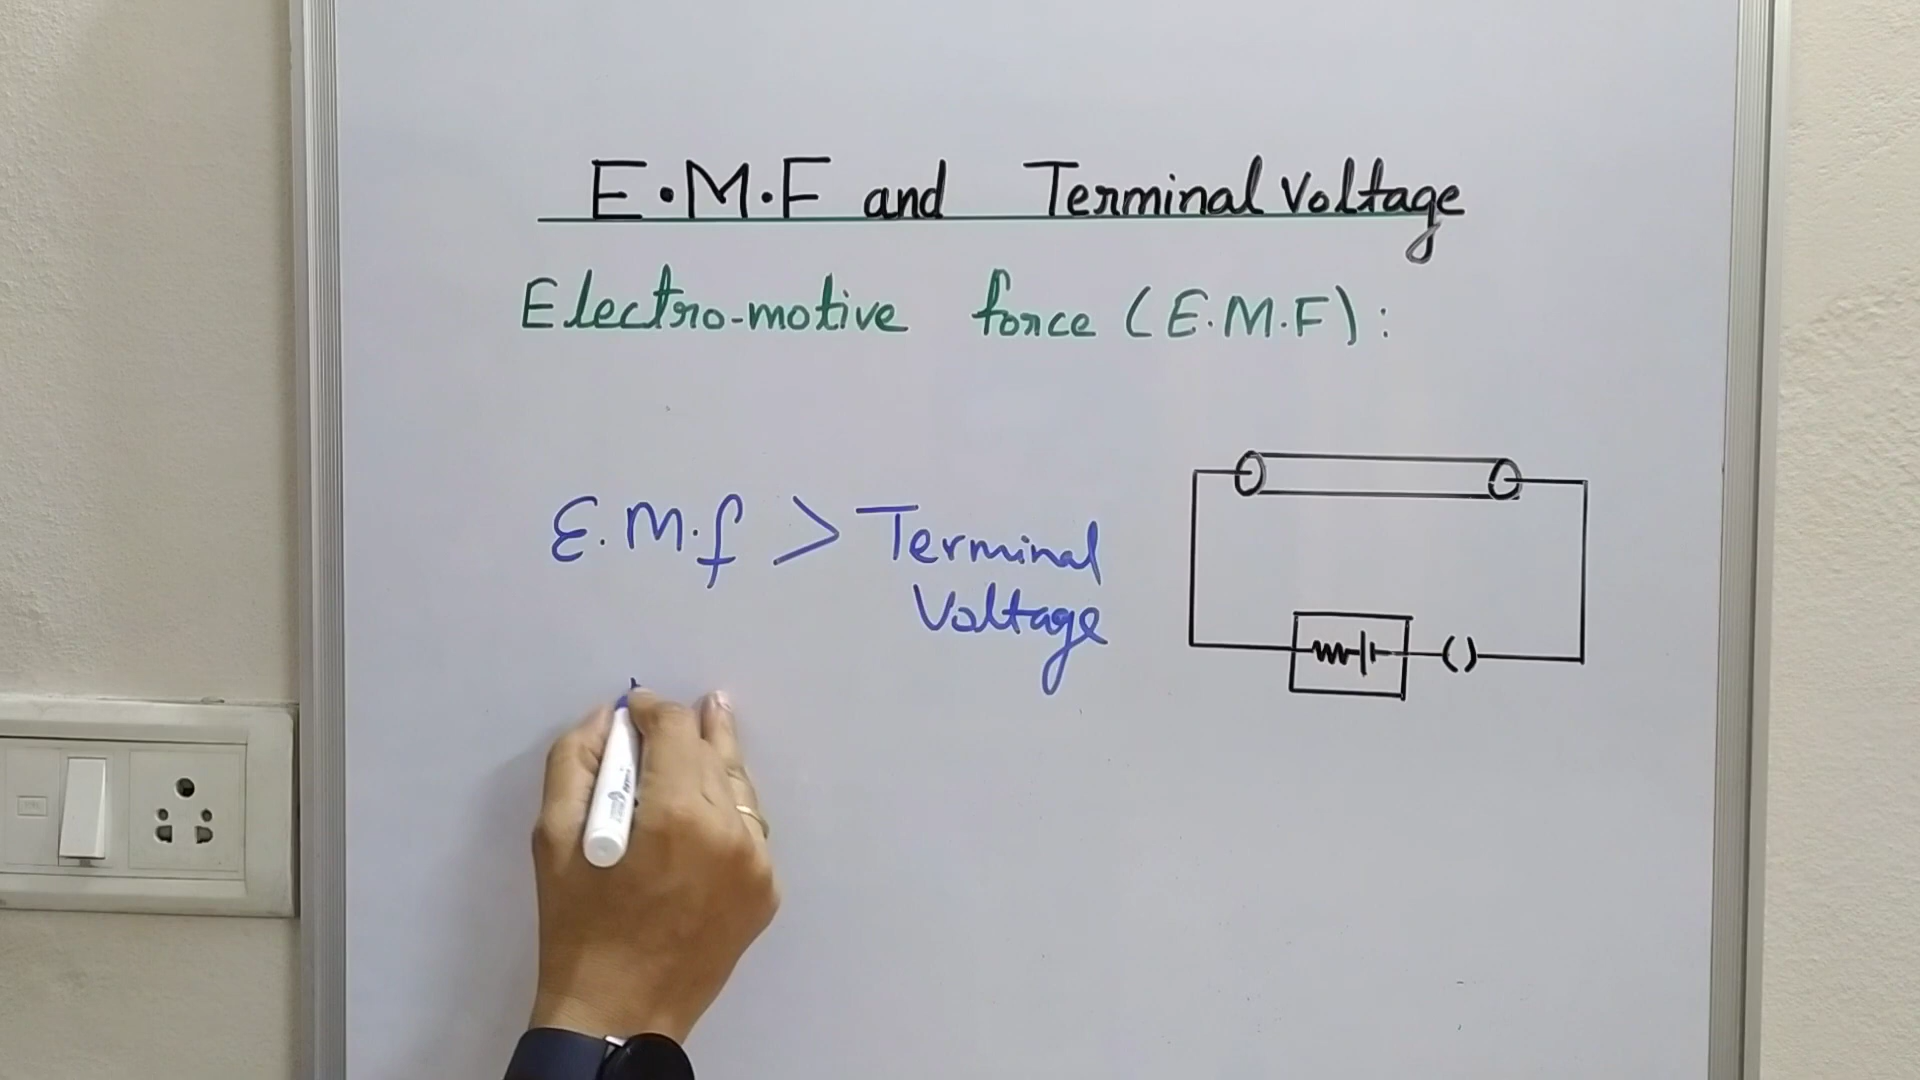 E.M.F and Terminal Voltage
Electro-motive force (E.M.F) :
E.M.f > Terminal
Voltage